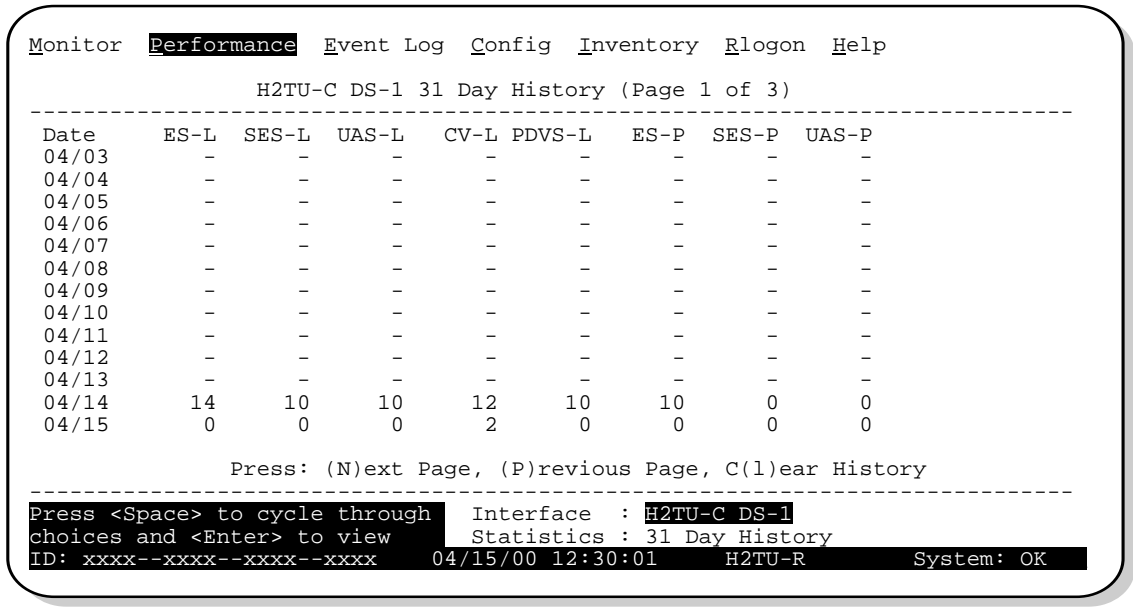 Monitor  Performance  Event Log  Config  Inventory  Rlogon  Help
H2TU-C DS-1 31 Day History (Page 1 of 3)
------------------------------------------------------------------------------
Date    ES-L  SES-L  UAS-L   CV-L PDVS-L   ES-P  SES-P  UAS-P
04/03      -      -      -      -      -      -      -      -
04/04      -      -      -      -      -      -      -      -
04/05      -      -      -      -      -      -      -      -
04/06      -      -      -      -      -      -      -      -
04/07      -      -      -      -      -      -      -      -
04/08      -      -      -      -      -      -      -      -
04/09      -      -      -      -      -      -      -      -
04/10      -      -      -      -      -      -      -      -
04/11      -      -      -      -      -      -      -      -
04/12      -      -      -      -      -      -      -      -
04/13      -      -      -      -      -      -      -      -
04/14     14     10     10     12     10     10      0      0
04/15      0      0      0      2      0      0      0      0
Press: (N)ext Page, (P)revious Page, C(l)ear History
------------------------------------------------------------------------------
Press <Space> to cycle through  Interface  : H2TU-C DS-1
choices and <Enter> to view  Statistics : 31 Day History
ID: xxxx--xxxx--xxxx--xxxx    04/15/00 12:30:01     H2TU-R        System: OK